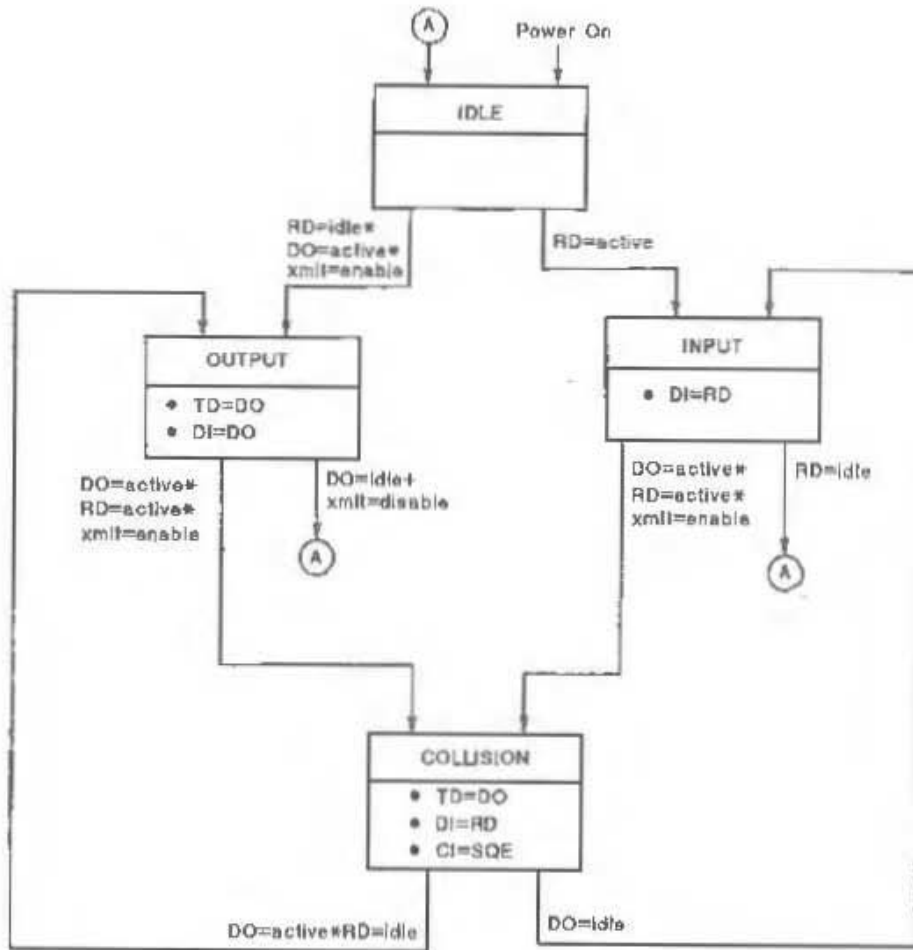 A
Power On
IDLE
RD=idle*
DO=active*
xmit=enable
RD=active
OUTPUT
• TD=DO
• DI=DO
INPUT
• DI=RD
DO=active*
RD=active*
xmit=enable
DO=idle+
xmit=disable
A
DO=active*
RD=active*
xmit=enable
RD=idle
A
COLLISION
• TD=DO
• DI=RD
• CI=SQE
DO=active*RD=idle
DO=idle